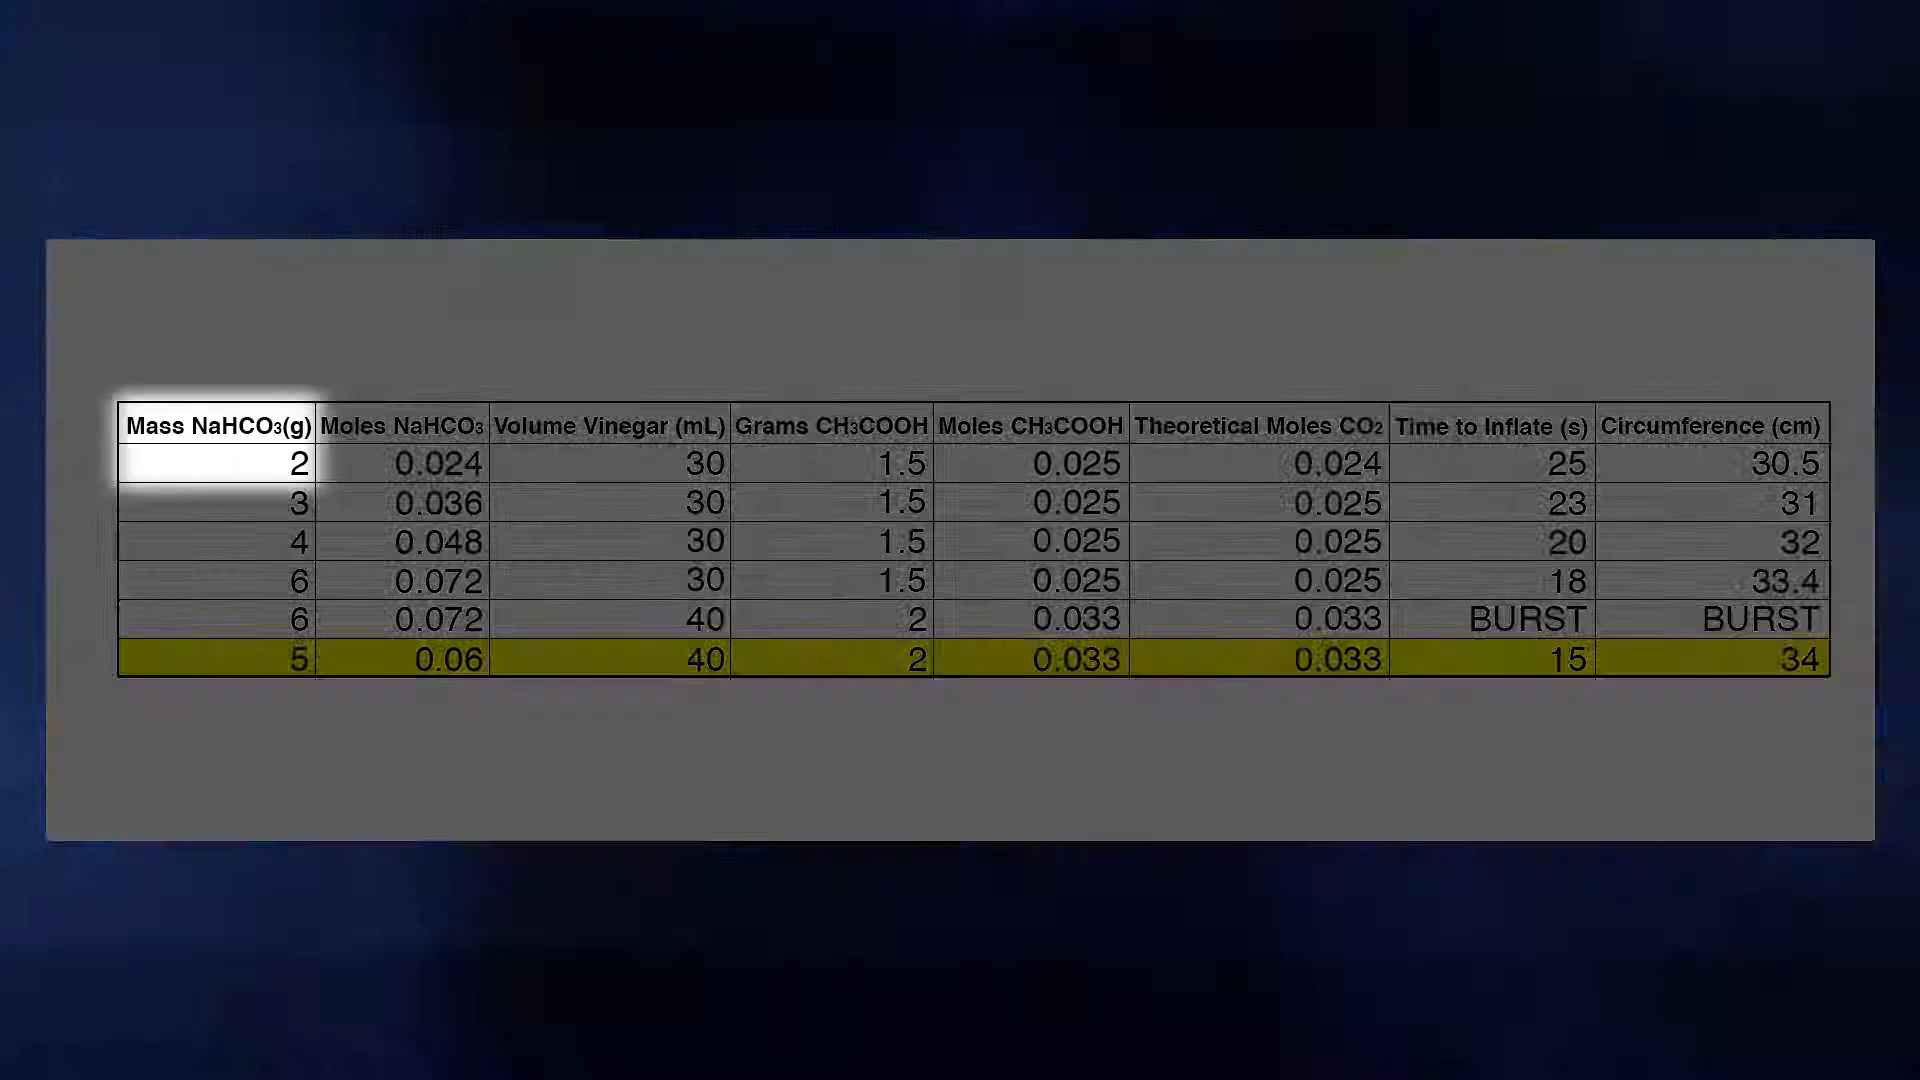 Mass NaHCO3(g) Moles NaHCO3 Volume Vinegar (mL) Grams CH3COOH Moles CH3COOH Theoretical Moles CO2 Time to Inflate (s) Circumference (cm)
2 0.024 30 1.5 0.025 0.024 25 30.5
3 0.036 30 1.5 0.025 0.025 23 31
4 0.048 30 1.5 0.025 0.025 20 32
6 0.072 30 1.5 0.025 0.025 18 33.4
6 0.072 40 2 0.033 0.033 BURST BURST
5 0.06 40 2 0.033 0.033 15 34